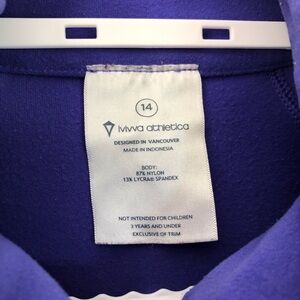 14
ivivva athletica
DESIGNED IN VANCOUVER
MADE IN INDONESIA
BODY:
87% NYLON
13% LYCRA® SPANDEX
NOT INTENDED FOR CHILDREN
3 YEARS AND UNDER
EXCLUSIVE OF TRIM